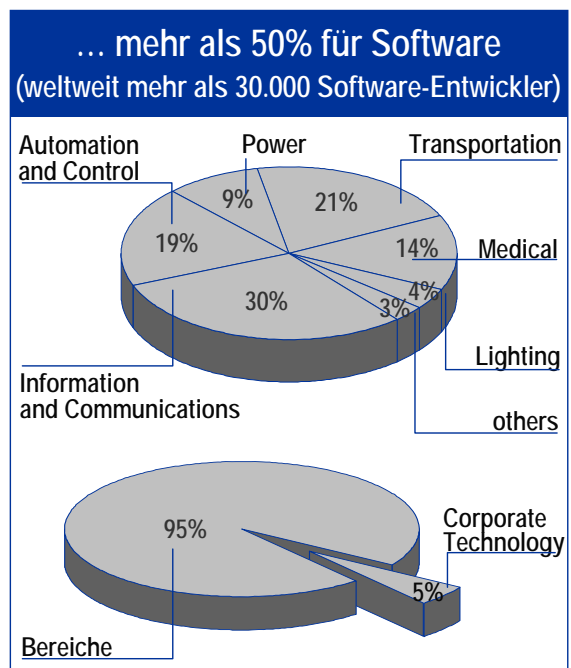 ... mehr als 50% für Software
(weltweit mehr als 30.000 Software-Entwickler)
Automation
and Control
Power
Transportation
9%
21%
19%
14%
Medical
30%
4%
3%
Lighting
Information
and Communications
others
95%
Corporate
Technology
5%
Bereiche